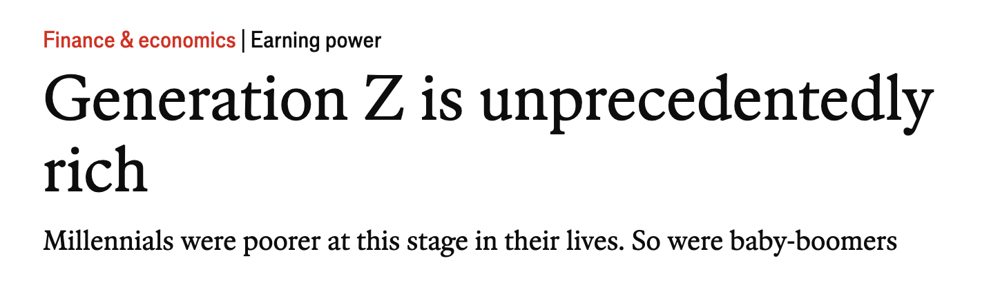 Finance & economics | Earning power
Generation Z is unprecedentedly
rich
Millennials were poorer at this stage in their lives. So were baby-boomers